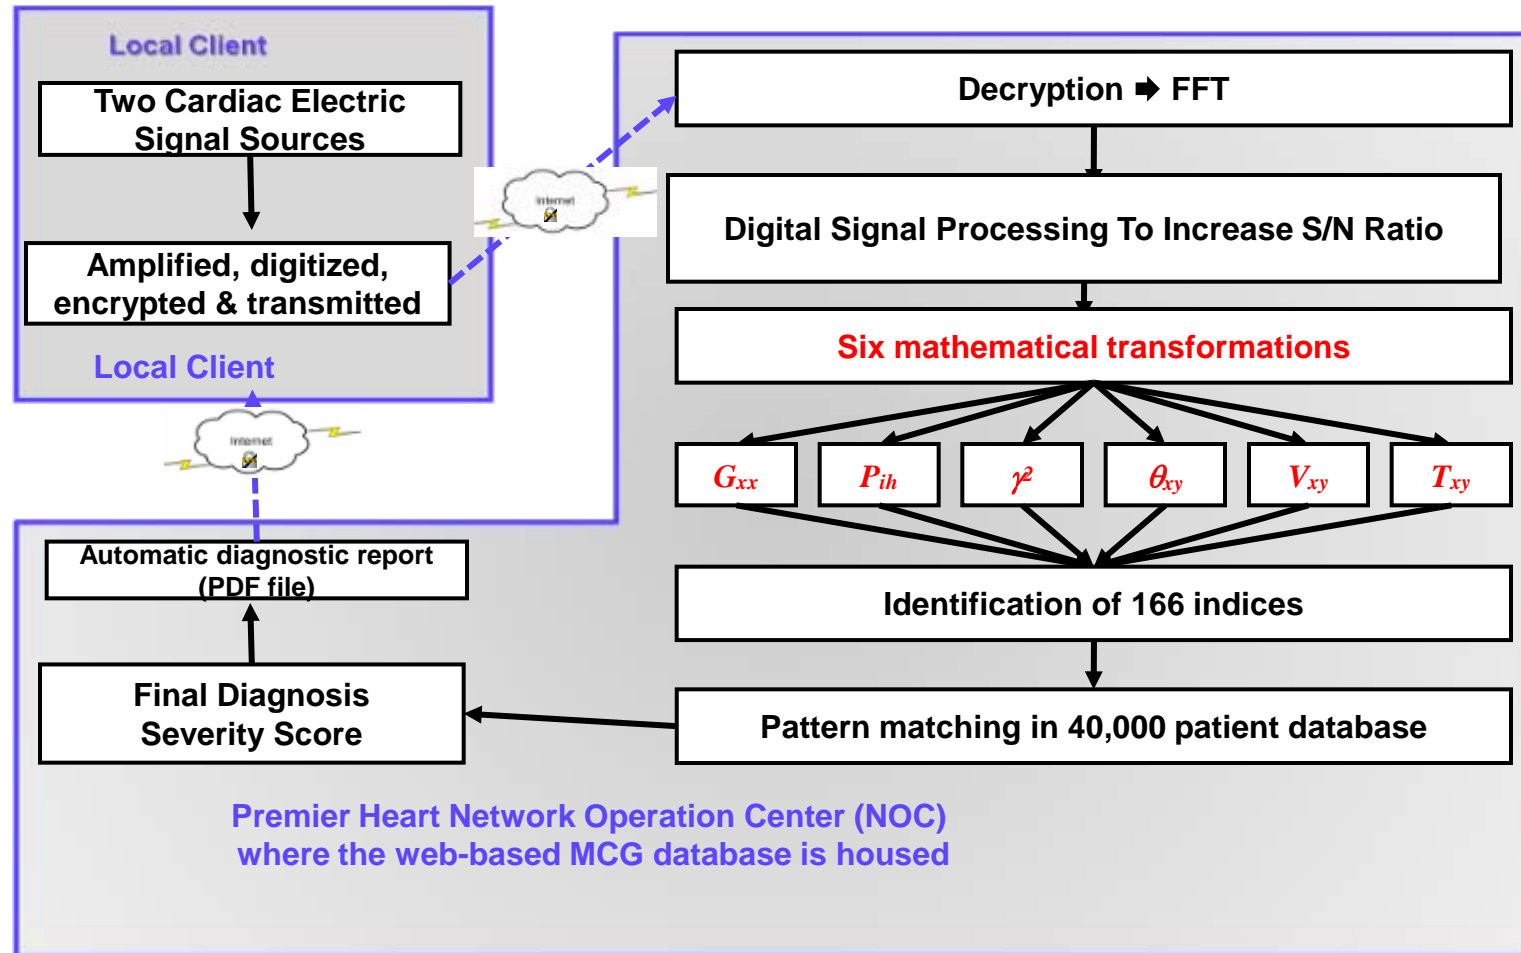 Local Client
Two Cardiac Electric
Signal Sources
Amplified, digitized,
encrypted & transmitted
Local Client
Internet
Internet
Decryption ➡ FFT
Digital Signal Processing To Increase S/N Ratio
Six mathematical transformations
Gxx
Pih
γ²
θxy
Vxy
Txy
Identification of 166 indices
Pattern matching in 40,000 patient database
Final Diagnosis
Severity Score
Automatic diagnostic report
(PDF file)
Premier Heart Network Operation Center (NOC)
where the web-based MCG database is housed